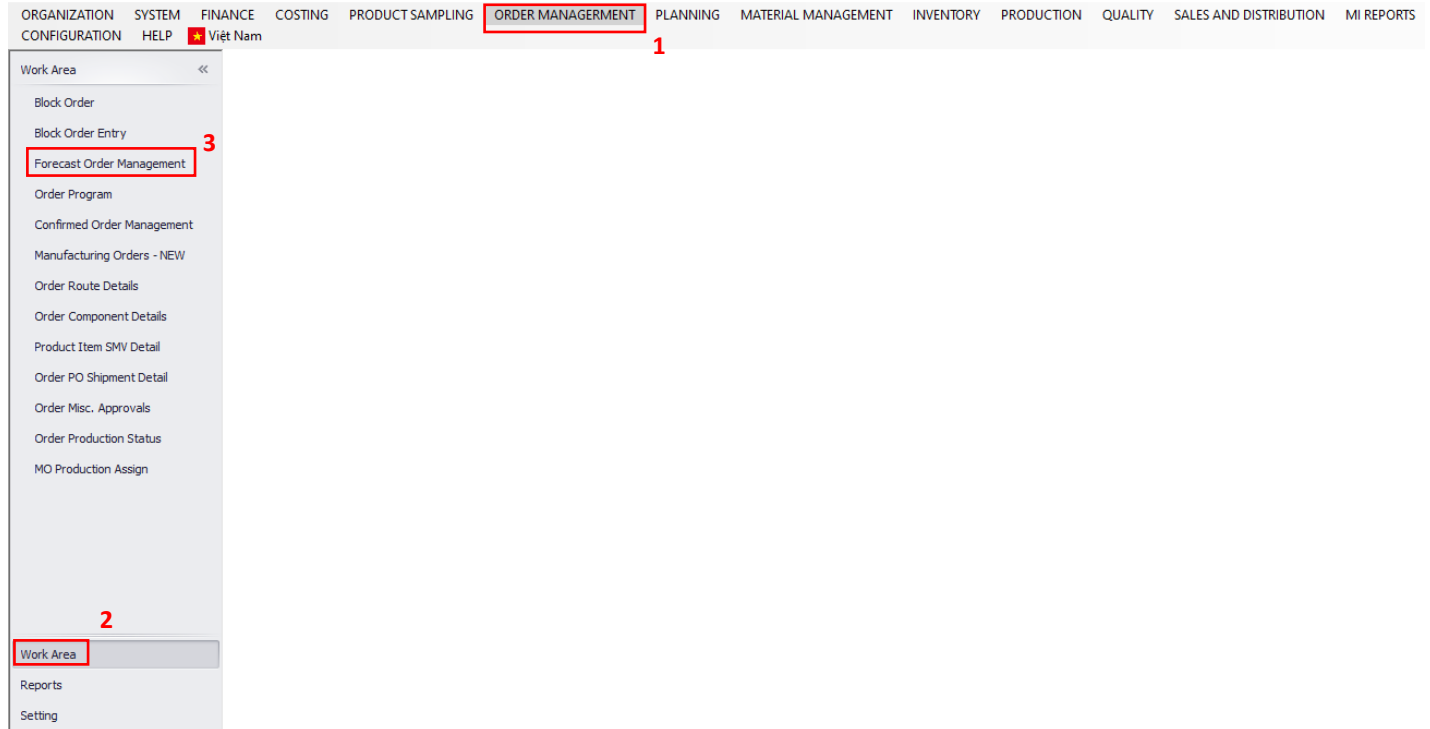 ORGANIZATION SYSTEM FINANCE COSTING PRODUCT SAMPLING ORDER MANAGERMENT PLANNING MATERIAL MANAGEMENT INVENTORY PRODUCTION QUALITY SALES AND DISTRIBUTION MI REPORTS
CONFIGURATION HELP Việt Nam
1
Work Area «
Block Order
Block Order Entry
3
Forecast Order Management
Order Program
Confirmed Order Management
Manufacturing Orders - NEW
Order Route Details
Order Component Details
Product Item SMV Detail
Order PO Shipment Detail
Order Misc. Approvals
Order Production Status
MO Production Assign
2
Work Area
Reports
Setting